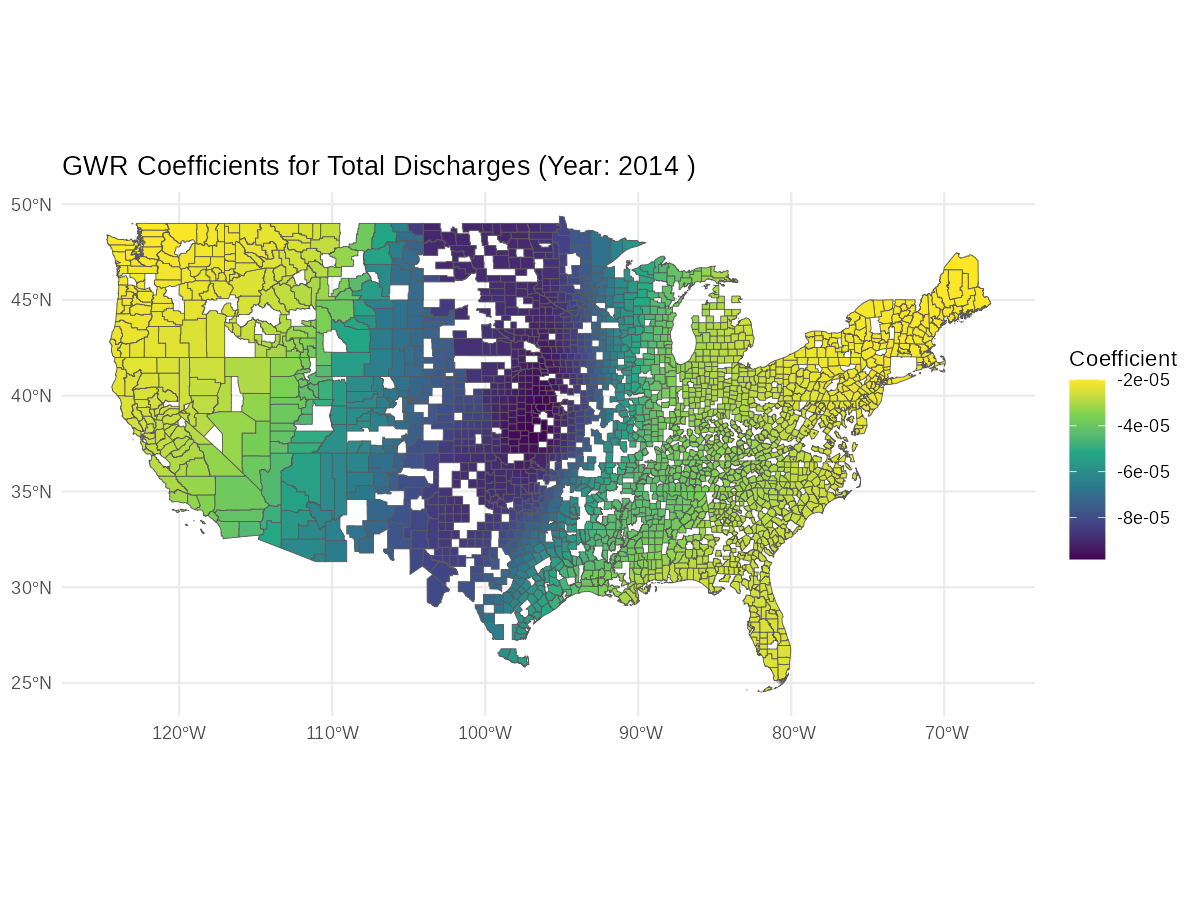 GWR Coefficients for Total Discharges (Year: 2014 )
50°N
45°N
40°N
35°N
30°N
25°N
120°W 110°W 100°W 90°W 80°W 70°W
Coefficient
-2e-05
-4e-05
-6e-05
-8e-05